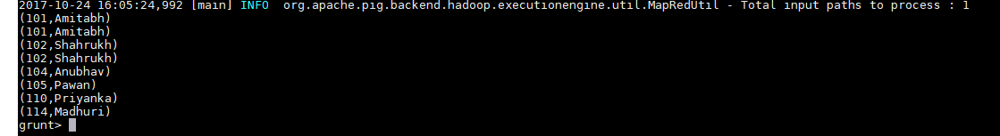 2017-10-24 16:05:24,992 [main] INFO  org.apache.pig.backend.hadoop.executionengine.util.MapRedUtil - Total input paths to process : 1
(101,Amitabh)
(101,Amitabh)
(102,Shahrukh)
(102,Shahrukh)
(104,Anubhav)
(105,Pawan)
(110,Priyanka)
(114,Madhuri)
grunt>